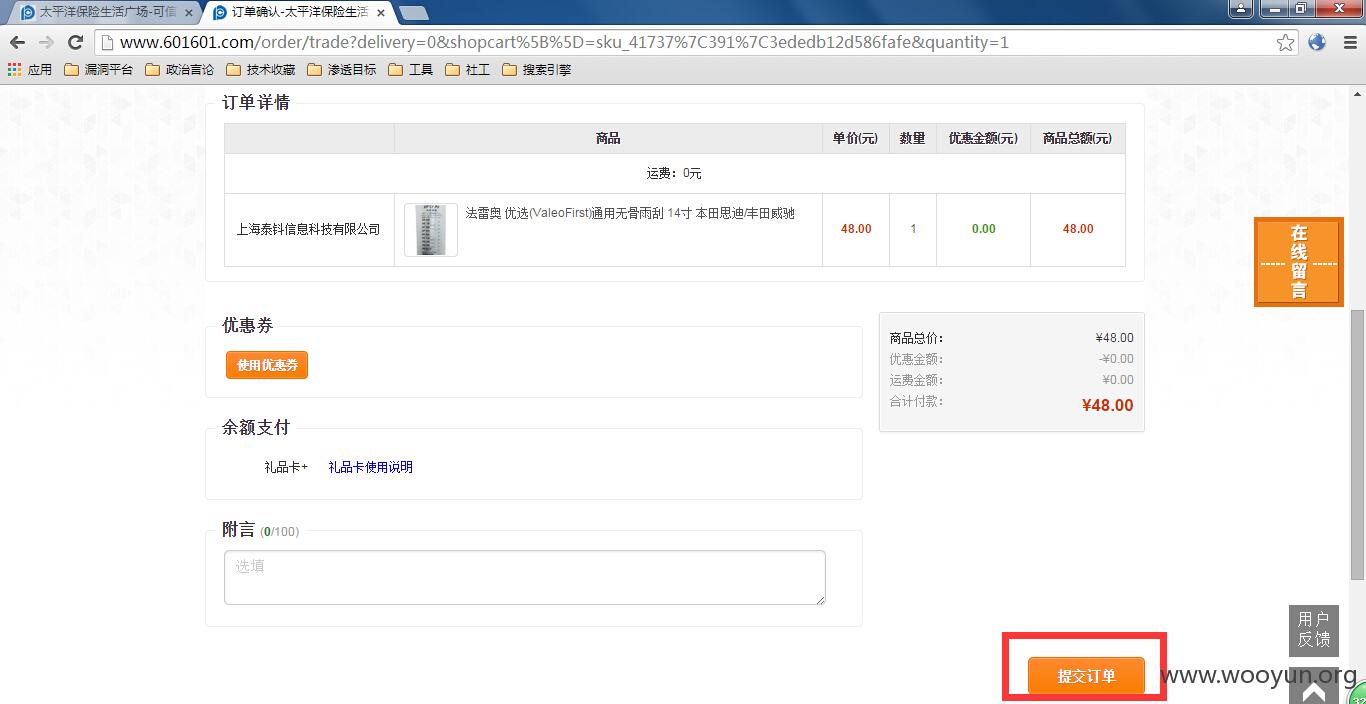 太平洋保险生活广场-可信
订单确认-太平洋保险生活
www.601601.com/order/trade?delivery=0&shopcart%5B%5D=sku_41737%7C391%7C3ededb12d586fafe&quantity=1
应用 漏洞平台 政治言论 技术收藏 渗透目标 工具 社工 搜索引擎
订单详情
商品 单价(元) 数量 优惠金额(元) 商品总额(元)
运费：0元
上海泰钭信息科技有限公司 法雷奥 优选(ValeoFirst)通用无骨雨刮 14寸 本田思迪/丰田威驰 48.00 1 0.00 48.00
在线留言
优惠券
使用优惠券
商品总价： ¥48.00
优惠金额： -¥0.00
运费金额： ¥0.00
合计付款： ¥48.00
余额支付
礼品卡+ 礼品卡使用说明
附言 (0/100)
选填
用户
反馈
提交订单
www.wooyun.org